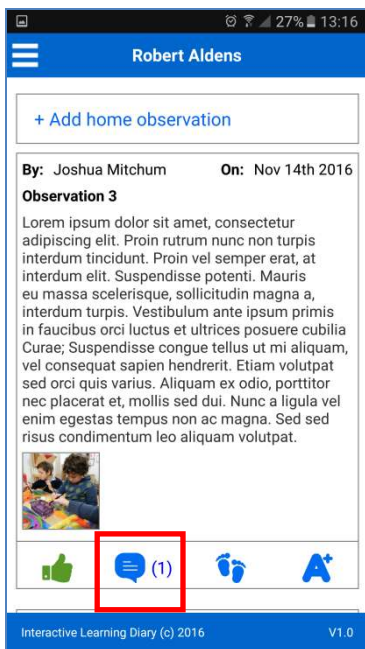 27% 13:16
Robert Aldens
+ Add home observation
By: Joshua Mitchum On: Nov 14th 2016
Observation 3
Lorem ipsum dolor sit amet, consectetur
adipiscing elit. Proin rutrum nunc non turpis
interdum tincidunt. Proin vel semper erat, at
interdum elit. Suspendisse potenti. Mauris
eu massa scelerisque, sollicitudin magna a,
interdum turpis. Vestibulum ante ipsum primis
in faucibus orci luctus et ultrices posuere cubilia
Curae; Suspendisse congue tellus ut mi aliquam,
vel consequat sapien hendrerit. Etiam volutpat
sed orci quis varius. Aliquam ex odio, porttitor
nec placerat et, mollis sed dui. Nunc a ligula vel
enim egestas tempus non ac magna. Sed sed
risus condimentum leo aliquam volutpat.
(1) A+
Interactive Learning Diary (c) 2016 V1.0